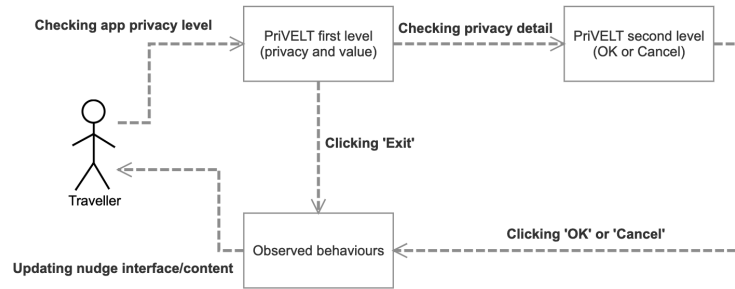 Checking app privacy level
PriVELT first level
(privacy and value)
Checking privacy detail
PriVELT second level
(OK or Cancel)
Clicking 'Exit'
Traveller
Observed behaviours
Clicking 'OK' or 'Cancel'
Updating nudge interface/content